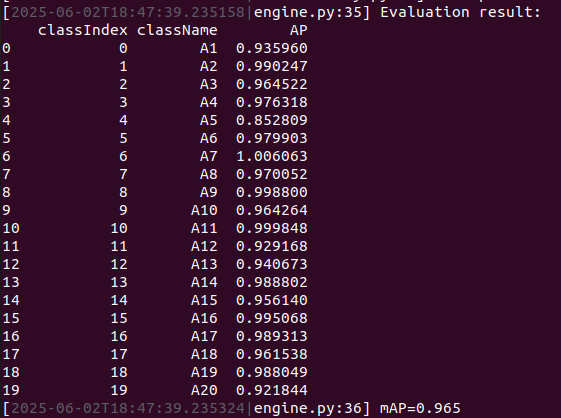 [2025-06-02T18:47:39.235158|engine.py:35] Evaluation result:
    classIndex className        AP
0            0        A1  0.935960
1            1        A2  0.990247
2            2        A3  0.964522
3            3        A4  0.976318
4            4        A5  0.852809
5            5        A6  0.979903
6            6        A7  1.006063
7            7        A8  0.970052
8            8        A9  0.998800
9            9       A10  0.964264
10          10       A11  0.999848
11          11       A12  0.929168
12          12       A13  0.940673
13          13       A14  0.988802
14          14       A15  0.956140
15          15       A16  0.995068
16          16       A17  0.989313
17          17       A18  0.961538
18          18       A19  0.988049
19          19       A20  0.921844
[2025-06-02T18:47:39.235324|engine.py:36] mAP=0.965